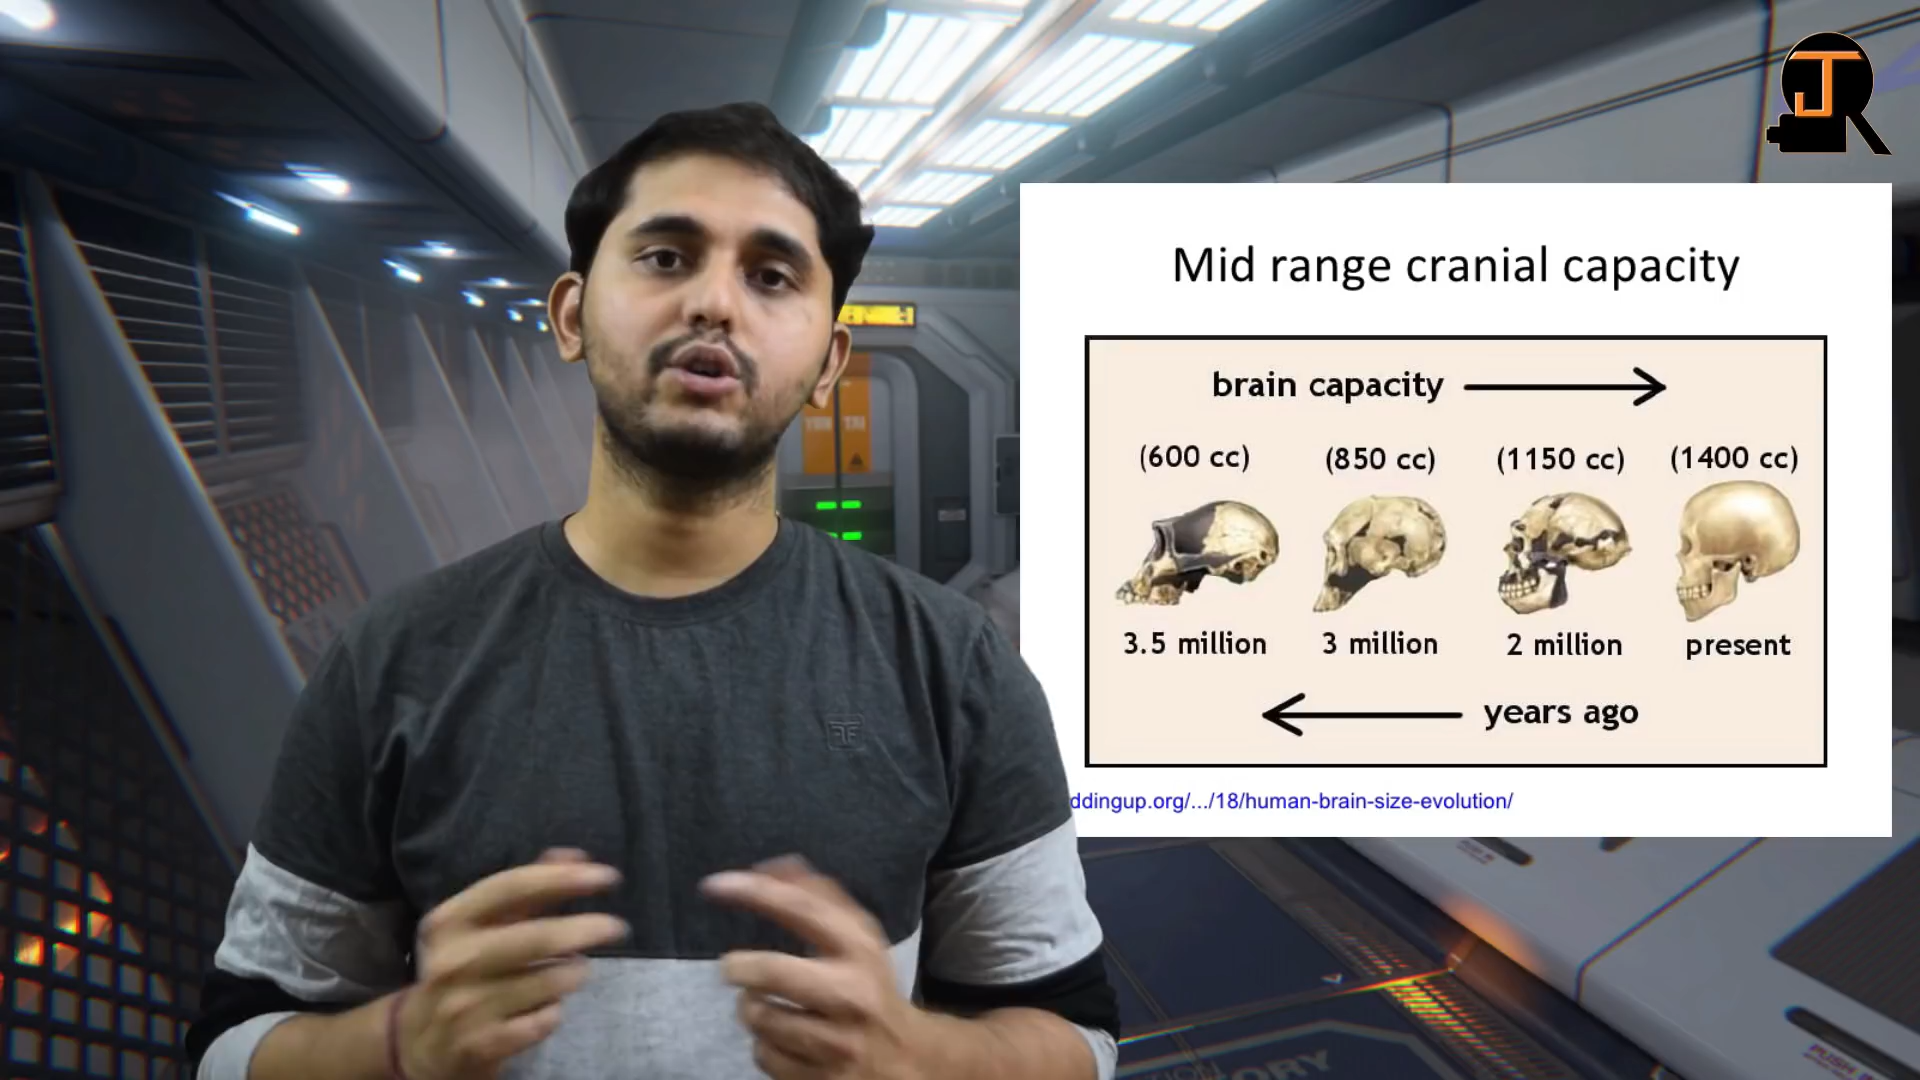 JR
Mid range cranial capacity
brain capacity
(600 cc) (850 cc) (1150 cc) (1400 cc)
3.5 million 3 million 2 million present
years ago
ddingup.org/.../18/human-brain-size-evolution/